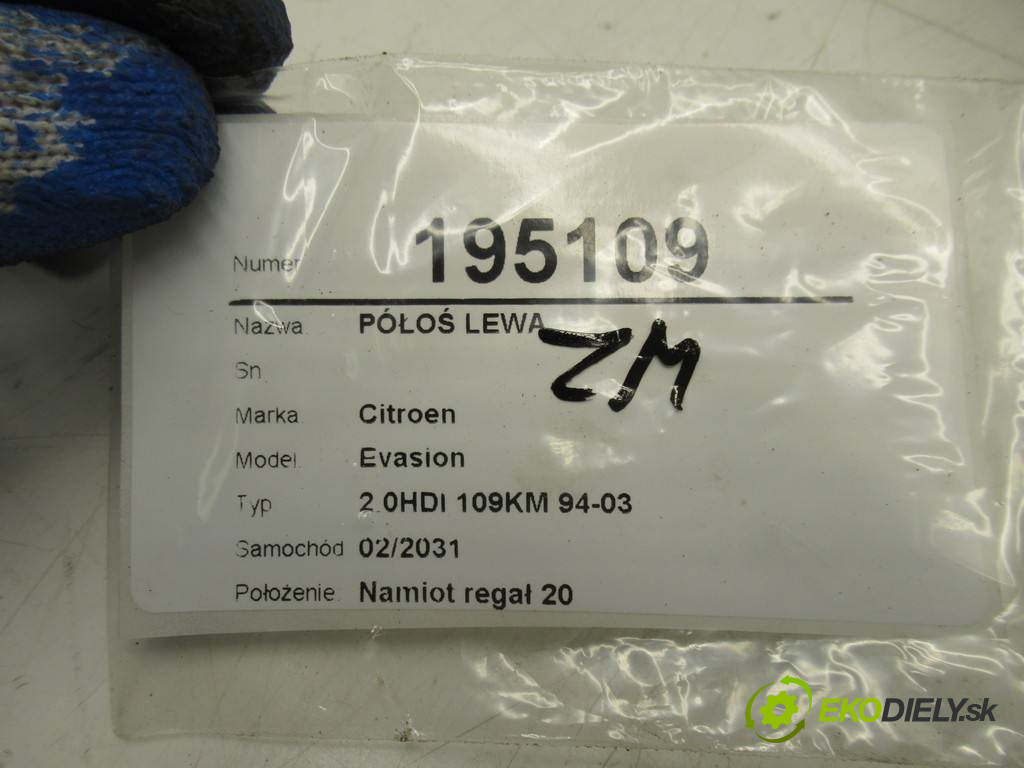 Numer 195109
Nazwa PÓŁOŚ LEWA
ZM
Sn
Marka Citroen
Model Evasion
Typ 2.0HDI 109KM 94-03
Samochód 02/2031
Położenie Namiot regał 20
EKODIELY.sk